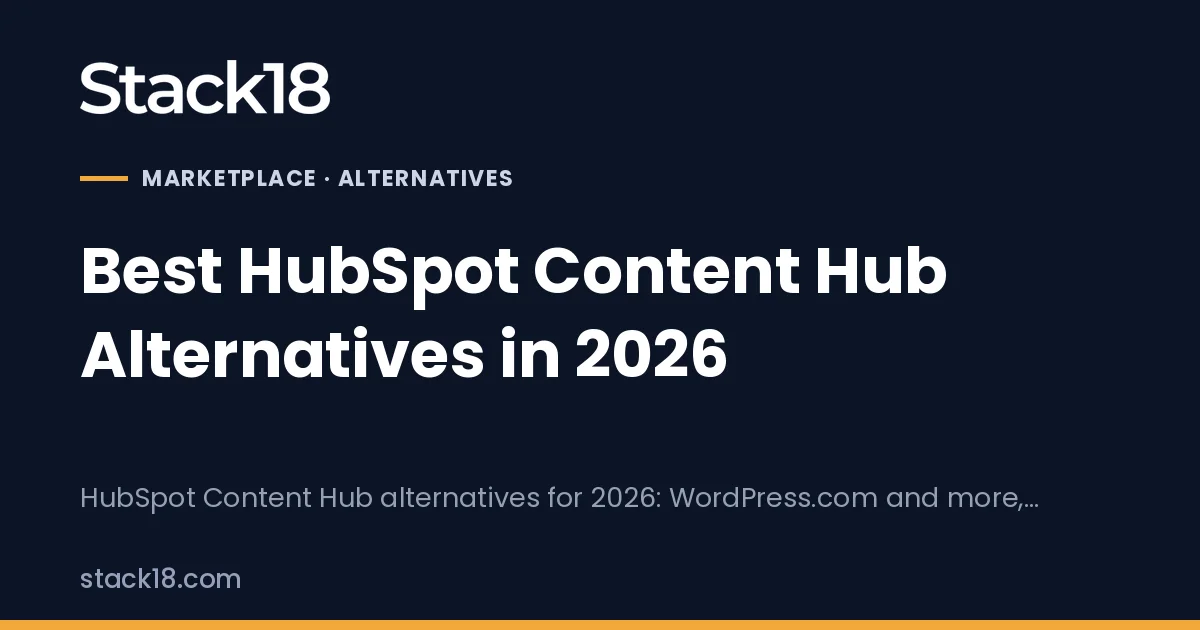 Stack18
MARKETPLACE · ALTERNATIVES
Best HubSpot Content Hub
Alternatives in 2026
HubSpot Content Hub alternatives for 2026: WordPress.com and more,...
stack18.com